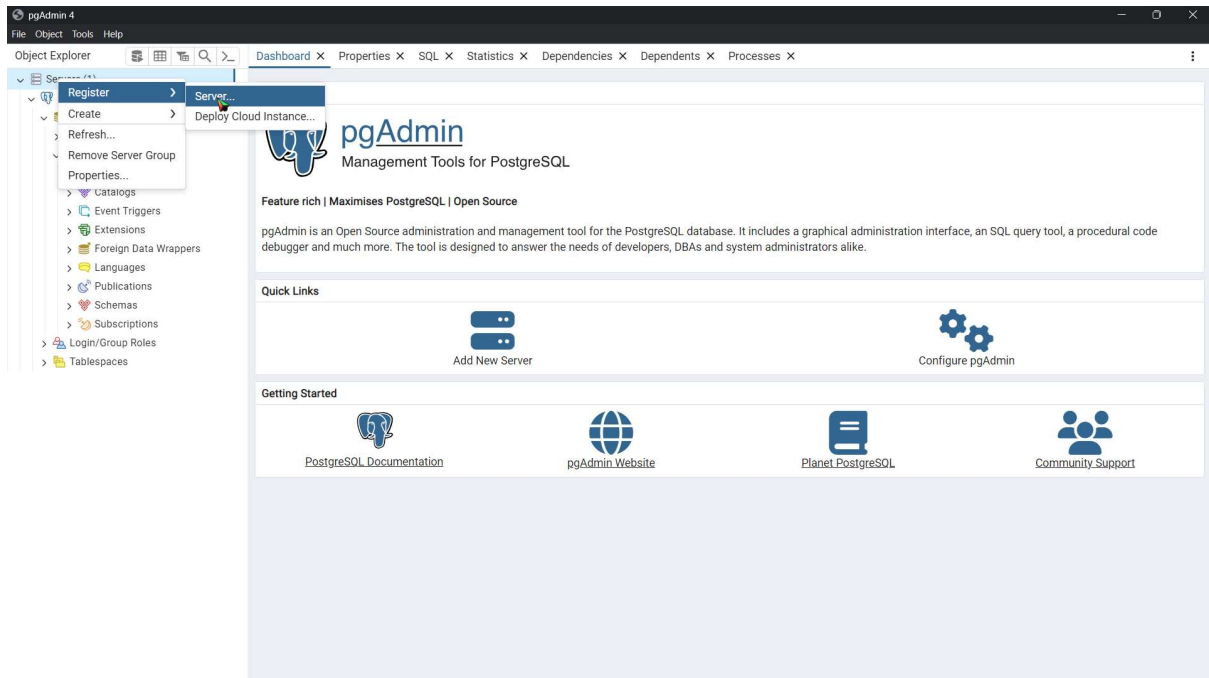 pgAdmin 4
File Object Tools Help
Object Explorer
Dashboard Properties SQL Statistics Dependencies Dependents Processes
Servers (1)
Register
Server...
Create
Deploy Cloud Instance...
Refresh...
Remove Server Group
Properties...
Catalogs
Event Triggers
Extensions
Foreign Data Wrappers
Languages
Publications
Schemas
Subscriptions
Login/Group Roles
Tablespaces
pgAdmin
Management Tools for PostgreSQL
Feature rich | Maximises PostgreSQL | Open Source
pgAdmin is an Open Source administration and management tool for the PostgreSQL database. It includes a graphical administration interface, an SQL query tool, a procedural code
debugger and much more. The tool is designed to answer the needs of developers, DBAs and system administrators alike.
Quick Links
Add New Server
Configure pgAdmin
Getting Started
PostgreSQL Documentation
pgAdmin Website
Planet PostgreSQL
Community Support